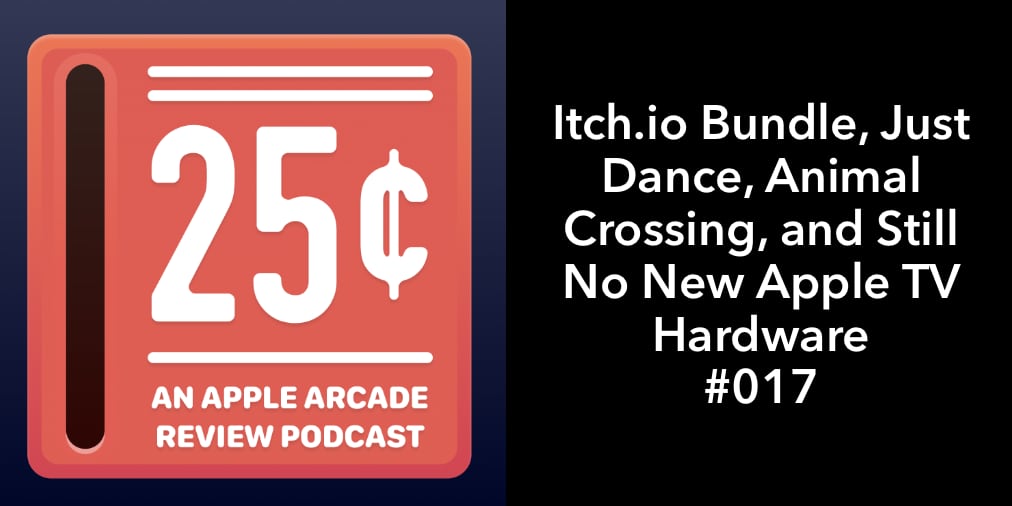 25¢
AN APPLE ARCADE
REVIEW PODCAST
Itch.io Bundle, Just
Dance, Animal
Crossing, and Still
No New Apple TV
Hardware
#017